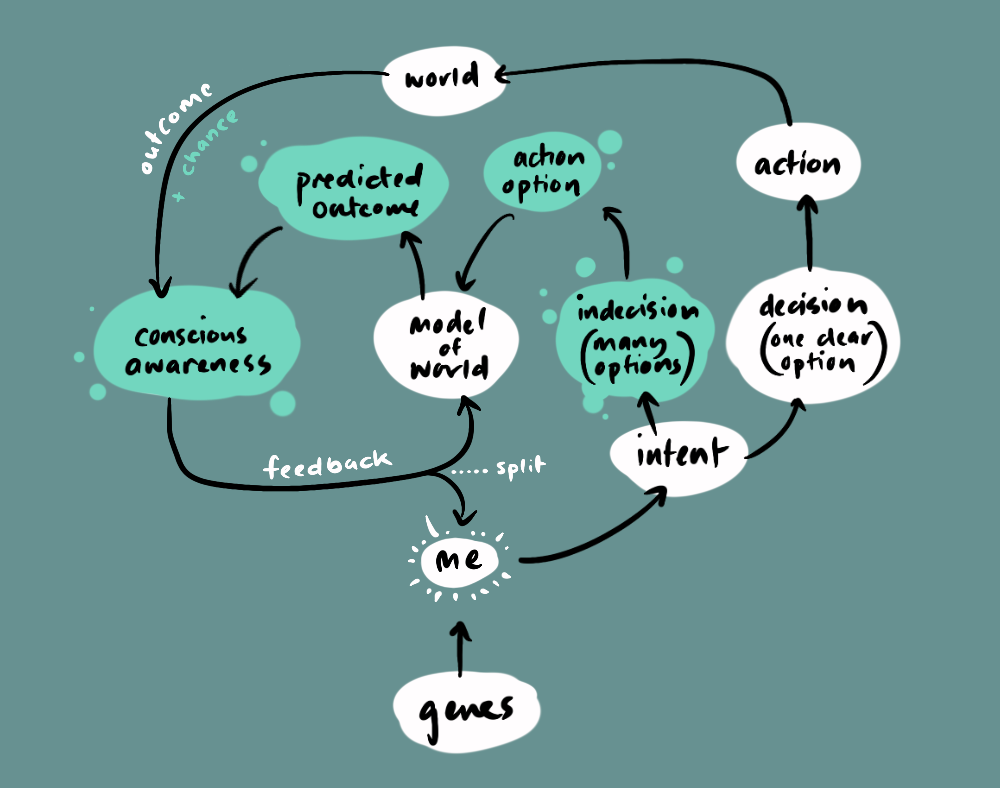 world
outcome
+ chance
action
option
predicted
outcome
action
indecision
(many
options)
decision
(one clear
option)
model
of
world
conscious
awareness
intent
feedback
..... split
me
genes